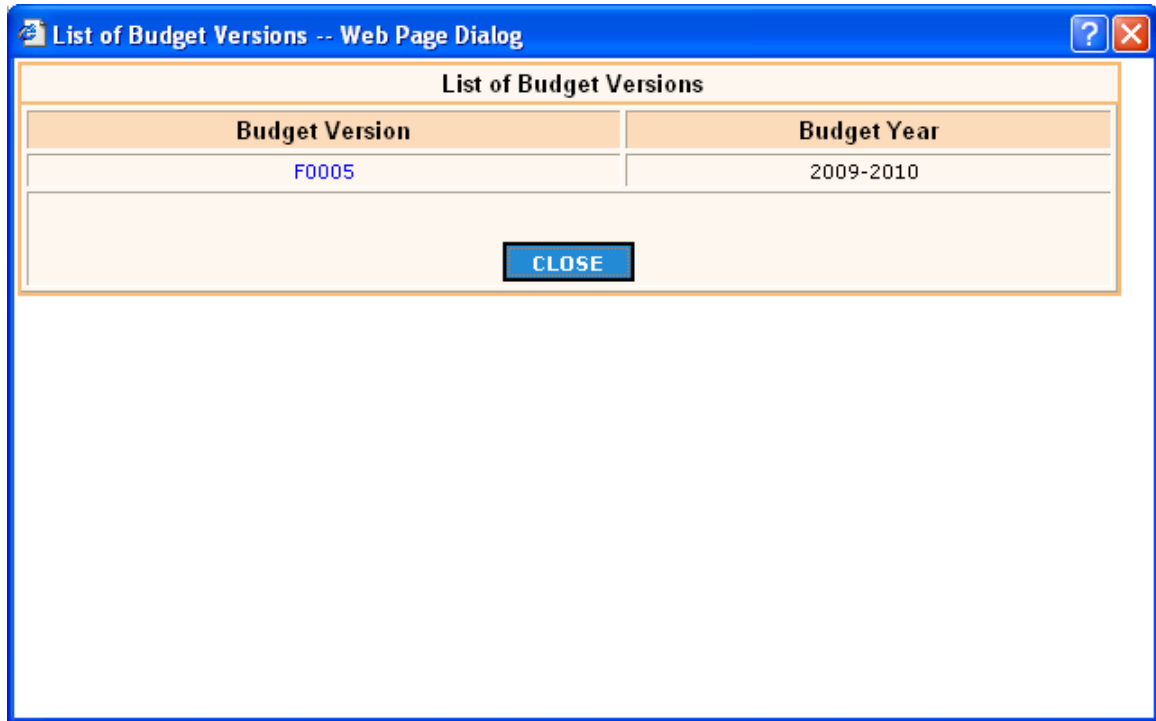 List of Budget Versions -- Web Page Dialog
List of Budget Versions
Budget Version Budget Year
F0005 2009-2010
CLOSE